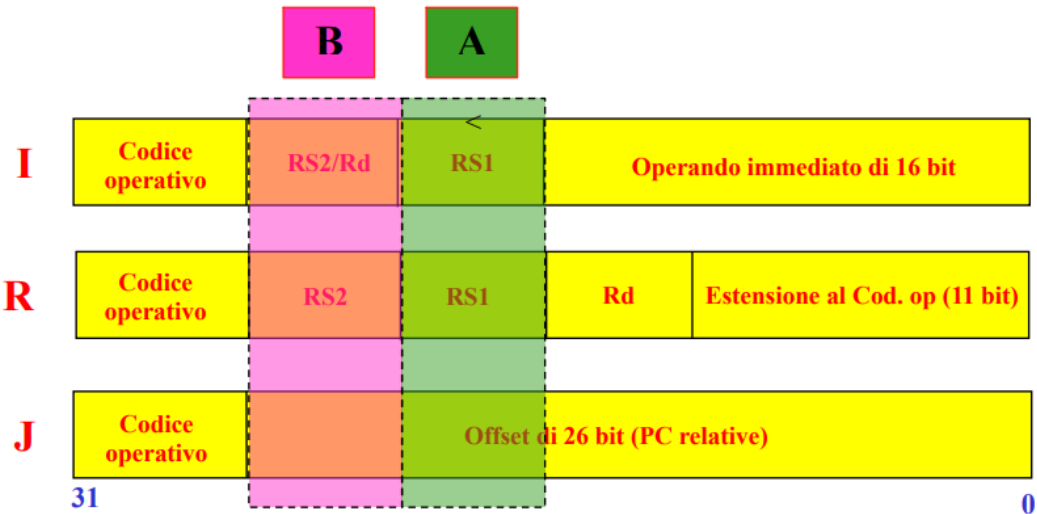 B A
<
I Codice operativo RS2/Rd RS1 Operando immediato di 16 bit
R Codice operativo RS2 RS1 Rd Estensione al Cod. op (11 bit)
J Codice operativo Offset di 26 bit (PC relative)
31 0